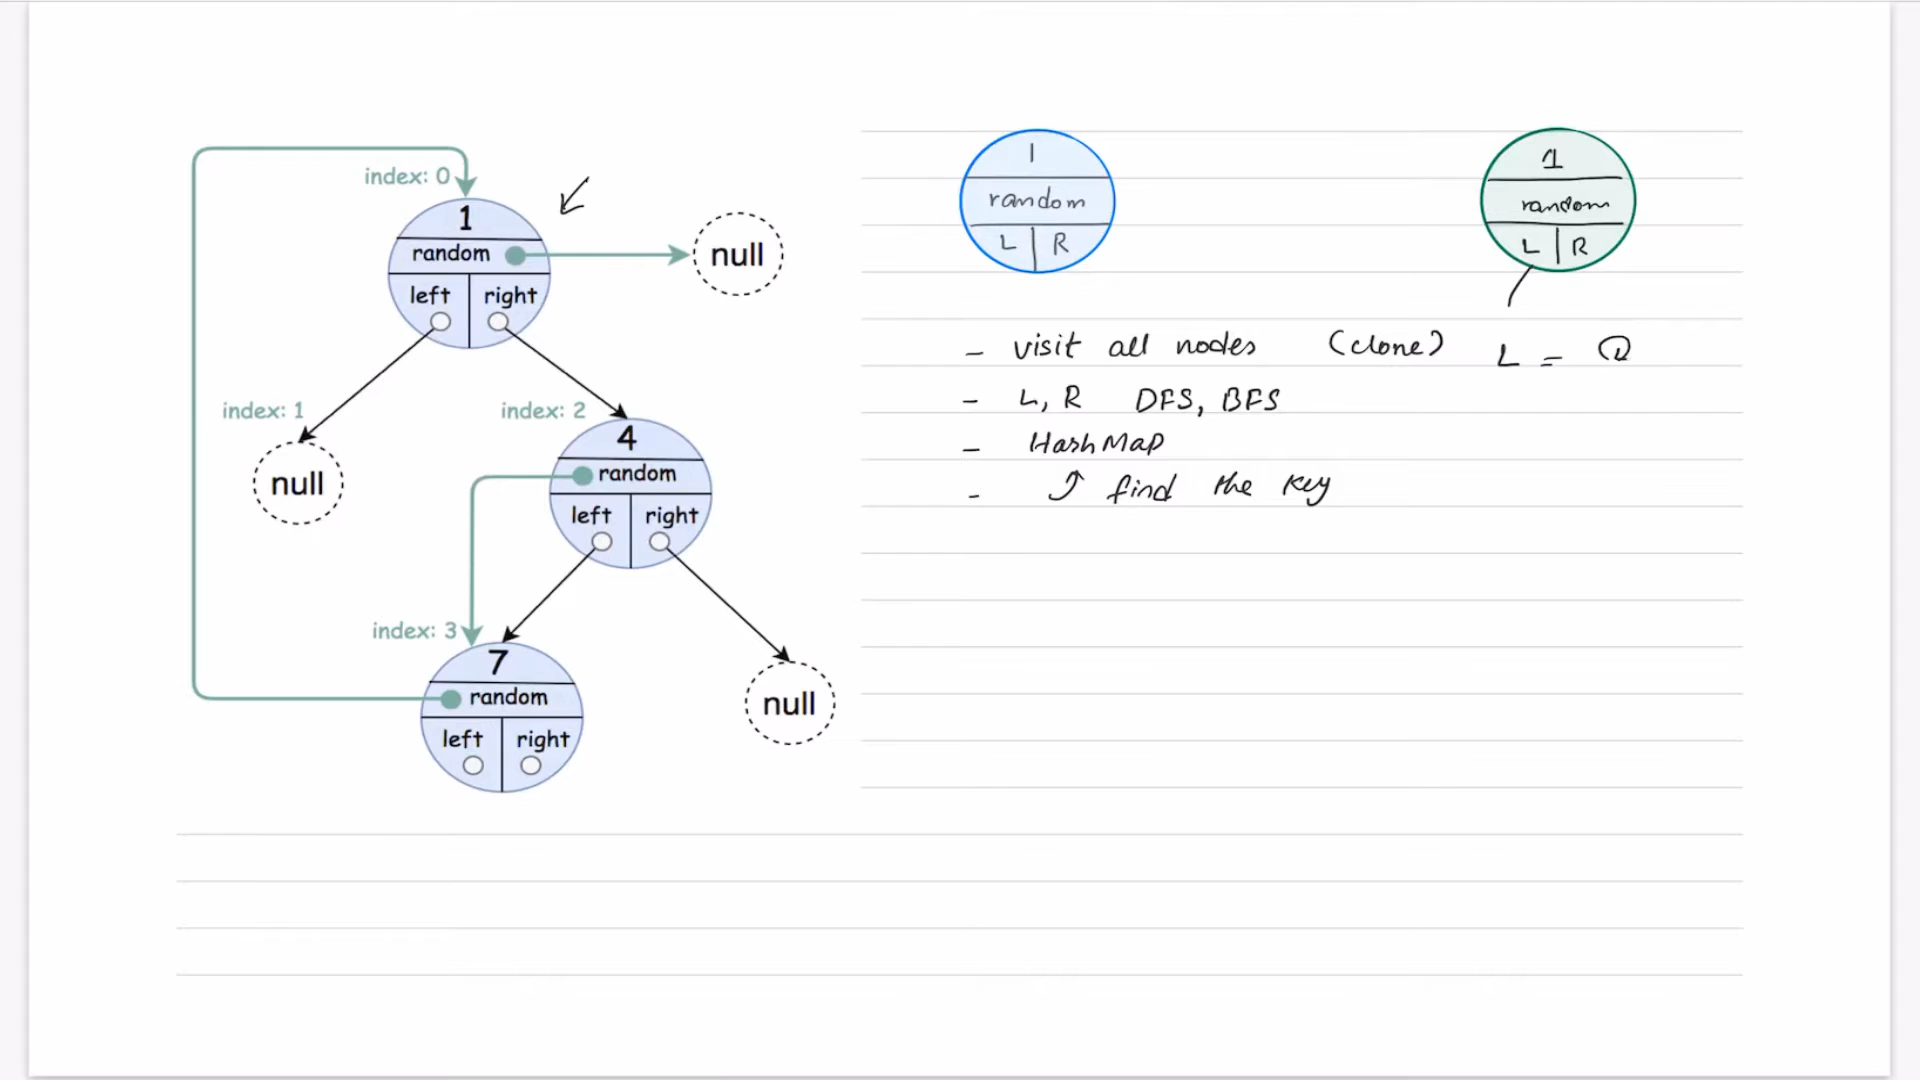 index: 0
1
random
left right
null
index: 1
null
index: 2
4
random
left right
index: 3
7
random
left right
null
1
random
L R
1
random
L R
- visit all nodes (clone) L =
- L, R DFS, BFS
- HashMap
- find the key